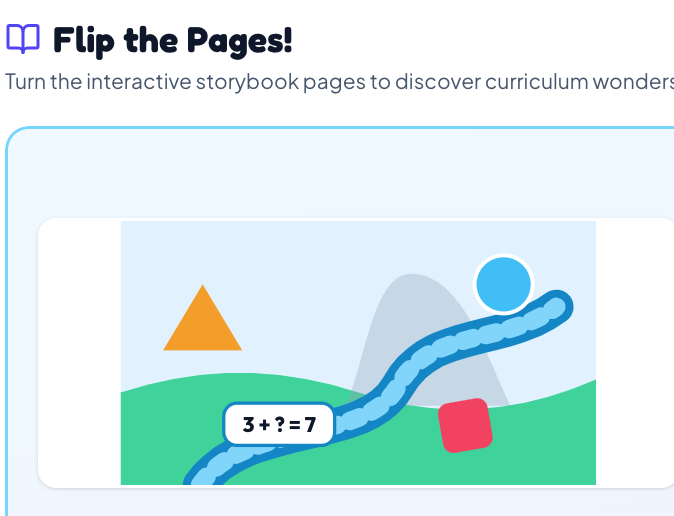 Flip the Pages!
Turn the interactive storybook pages to discover curriculum wonders
3 + ? = 7